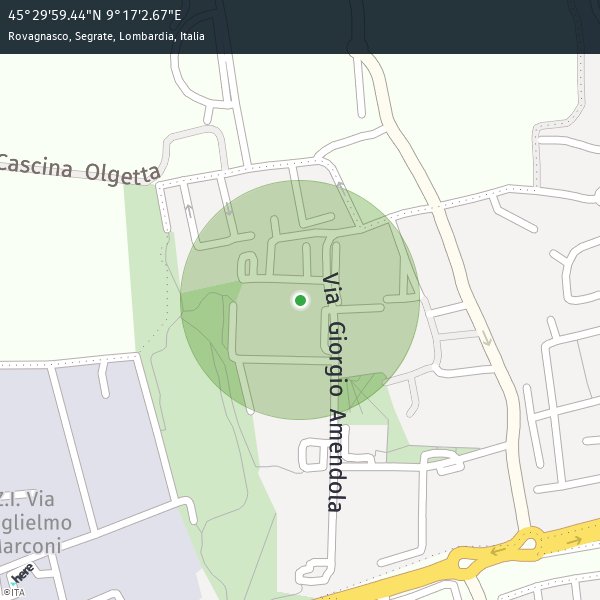 45°29'59.44"N 9°17'2.67"E
Rovagnasco, Segrate, Lombardia, Italia
Cascina Olgetta
Via Giorgio Amendola
Z.I. Via
glielmo
Marconi
here
©ITA